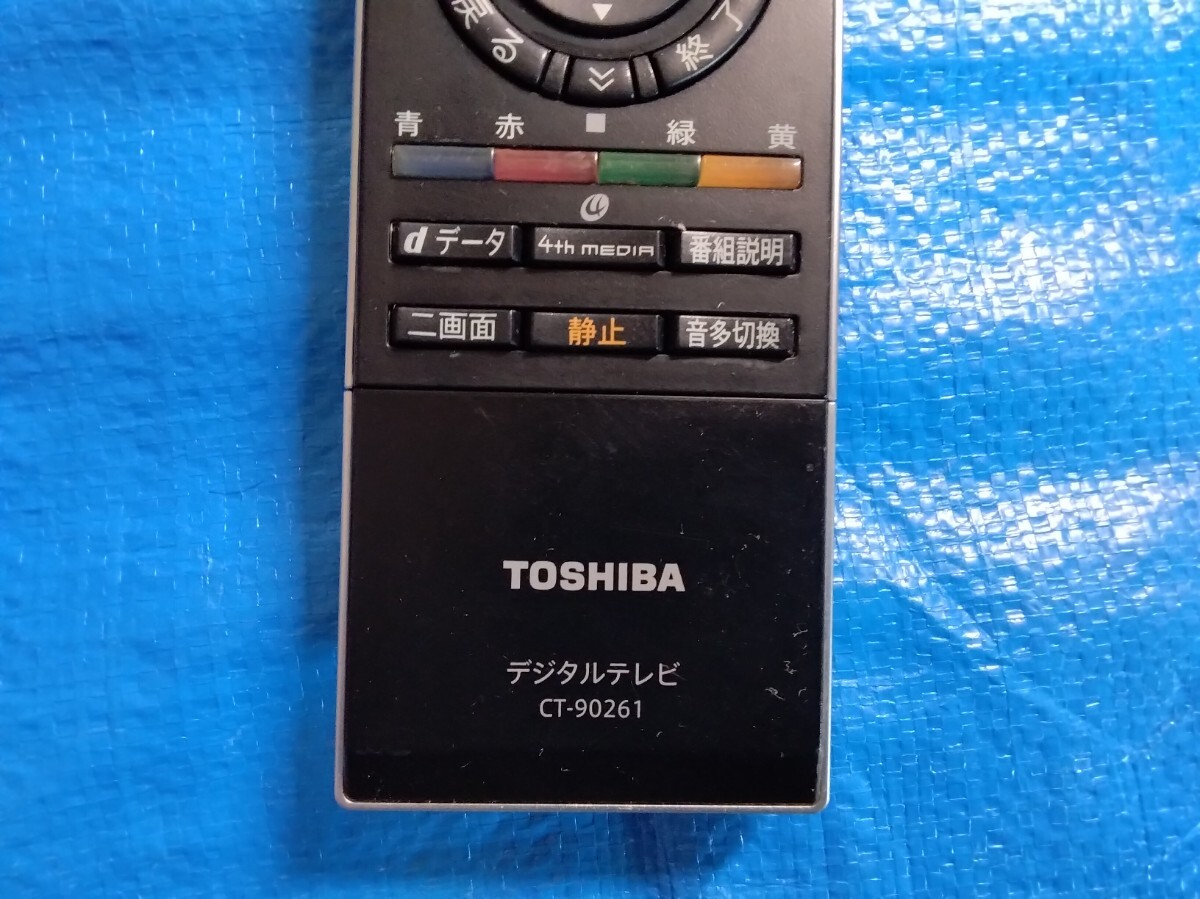 戻る
終了
青 赤 緑 黄
dデータ 4th MEDIA 番組説明
二画面 静止 音多切換
TOSHIBA
デジタルテレビ
CT-90261